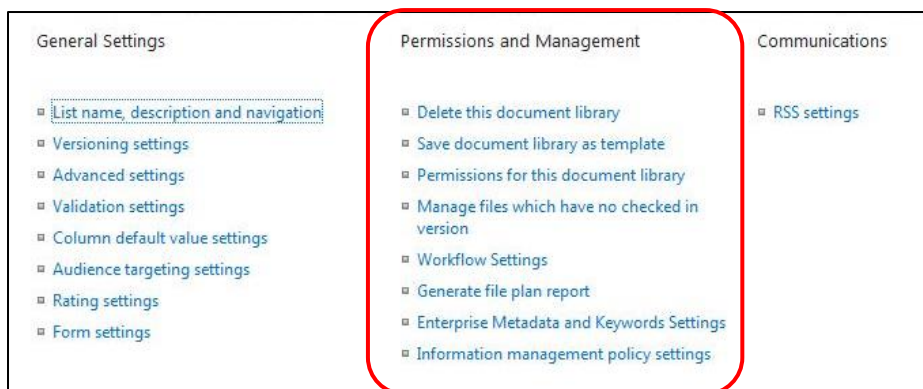 General Settings
List name, description and navigation
Versioning settings
Advanced settings
Validation settings
Column default value settings
Audience targeting settings
Rating settings
Form settings
Permissions and Management
Delete this document library
Save document library as template
Permissions for this document library
Manage files which have no checked in
version
Workflow Settings
Generate file plan report
Enterprise Metadata and Keywords Settings
Information management policy settings
Communications
RSS settings